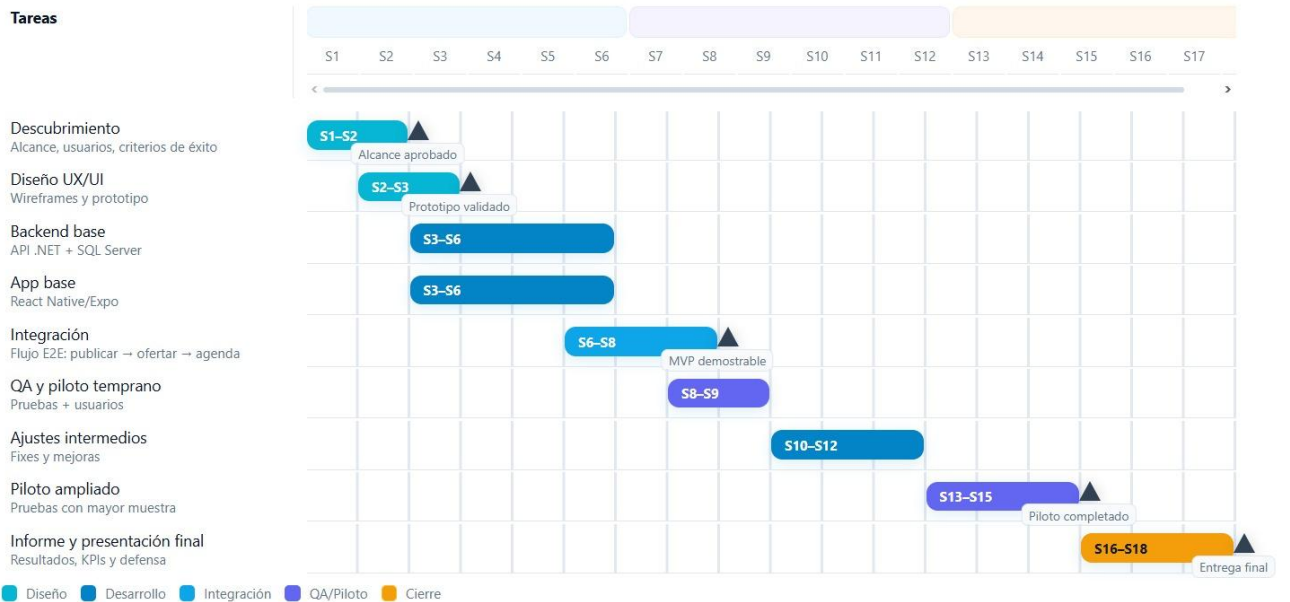 Tareas
S1 S2 S3 S4 S5 S6 S7 S8 S9 S10 S11 S12 S13 S14 S15 S16 S17
Descubrimiento
Alcance, usuarios, criterios de éxito
S1–S2
Alcance aprobado
Diseño UX/UI
Wireframes y prototipo
S2–S3
Prototipo validado
Backend base
API .NET + SQL Server
S3–S6
App base
React Native/Expo
S3–S6
Integración
Flujo E2E: publicar → ofertar → agenda
S6–S8
MVP demostrable
QA y piloto temprano
Pruebas + usuarios
S8–S9
Ajustes intermedios
Fixes y mejoras
S10–S12
Piloto ampliado
Pruebas con mayor muestra
S13–S15
Piloto completado
Informe y presentación final
Resultados, KPIs y defensa
S16–S18
Entrega final
Diseño Desarrollo Integración QA/Piloto Cierre